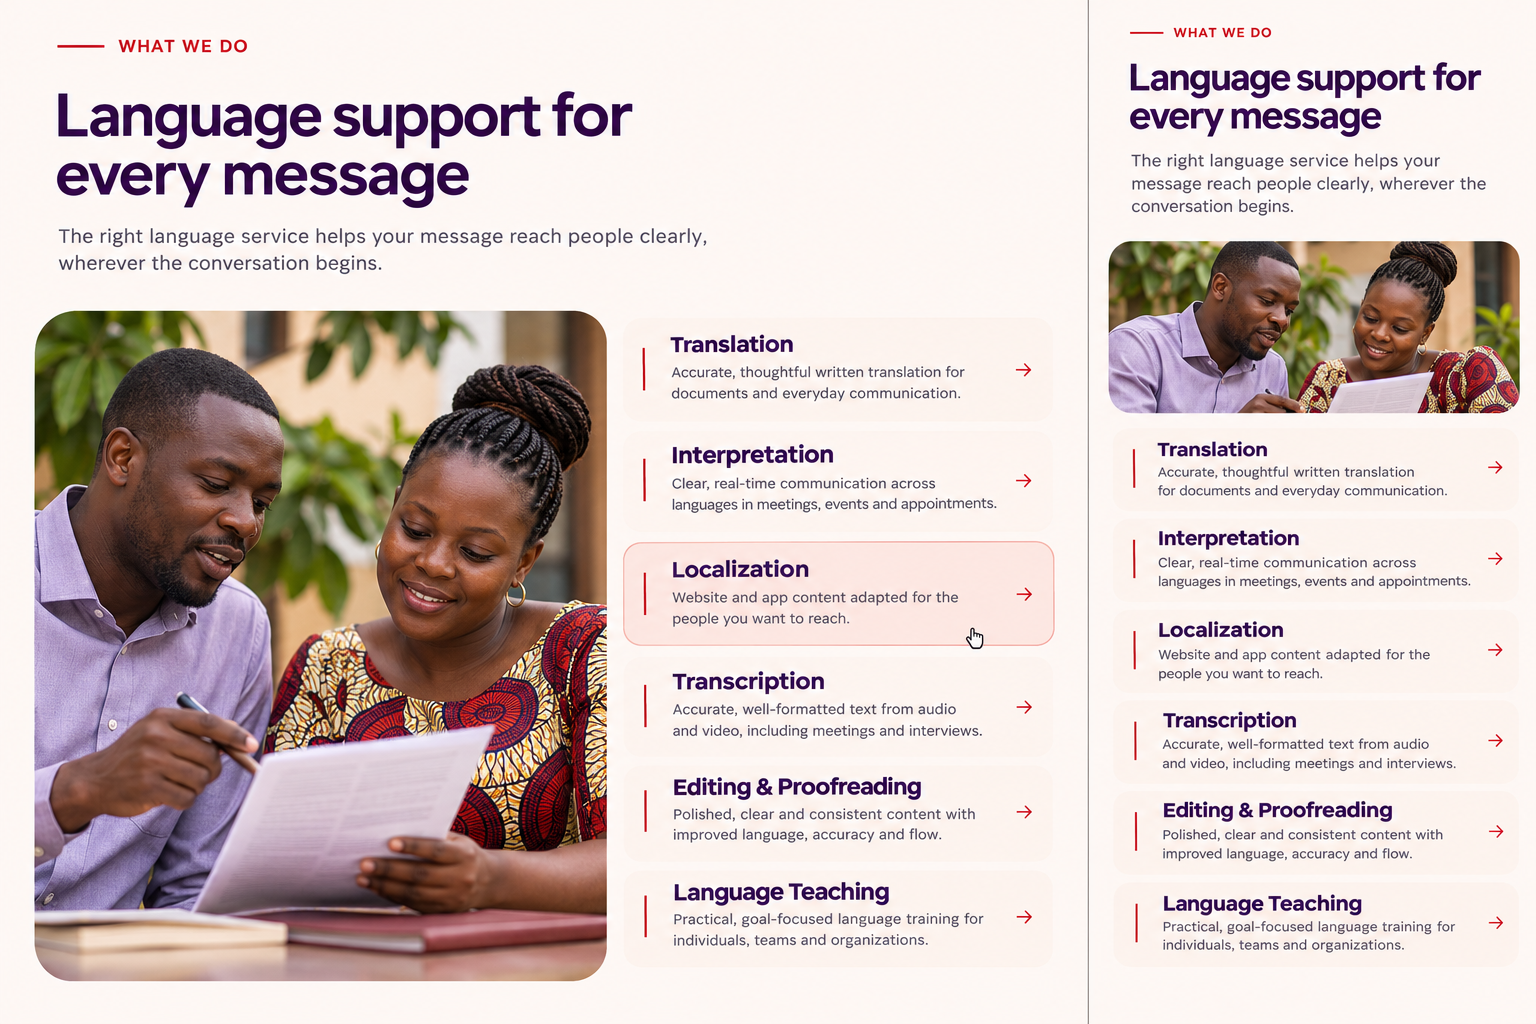 WHAT WE DO
Language support for
every message
The right language service helps your message reach people clearly,
wherever the conversation begins.
Translation
Accurate, thoughtful written translation for
documents and everyday communication.
Interpretation
Clear, real-time communication across
languages in meetings, events and appointments.
Localization
Website and app content adapted for the
people you want to reach.
Transcription
Accurate, well-formatted text from audio
and video, including meetings and interviews.
Editing & Proofreading
Polished, clear and consistent content with
improved language, accuracy and flow.
Language Teaching
Practical, goal-focused language training for
individuals, teams and organizations.
WHAT WE DO
Language support for
every message
The right language service helps your
message reach people clearly, wherever the
conversation begins.
Translation
Accurate, thoughtful written translation
for documents and everyday communication.
Interpretation
Clear, real-time communication across
languages in meetings, events and appointments.
Localization
Website and app content adapted for the
people you want to reach.
Transcription
Accurate, well-formatted text from audio
and video, including meetings and interviews.
Editing & Proofreading
Polished, clear and consistent content with
improved language, accuracy and flow.
Language Teaching
Practical, goal-focused language training for
individuals, teams and organizations.